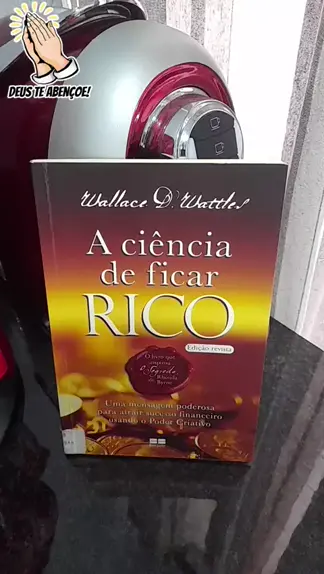 DEUS TE ABENÇOE!
Wallace D. Wattles
A ciência
de ficar
RICO
Edição revista
O livro que
inspirou
O Segredo
de Rhonda
Byrne
Uma mensagem poderosa
para atrair sucesso financeiro
usando o Poder Criativo